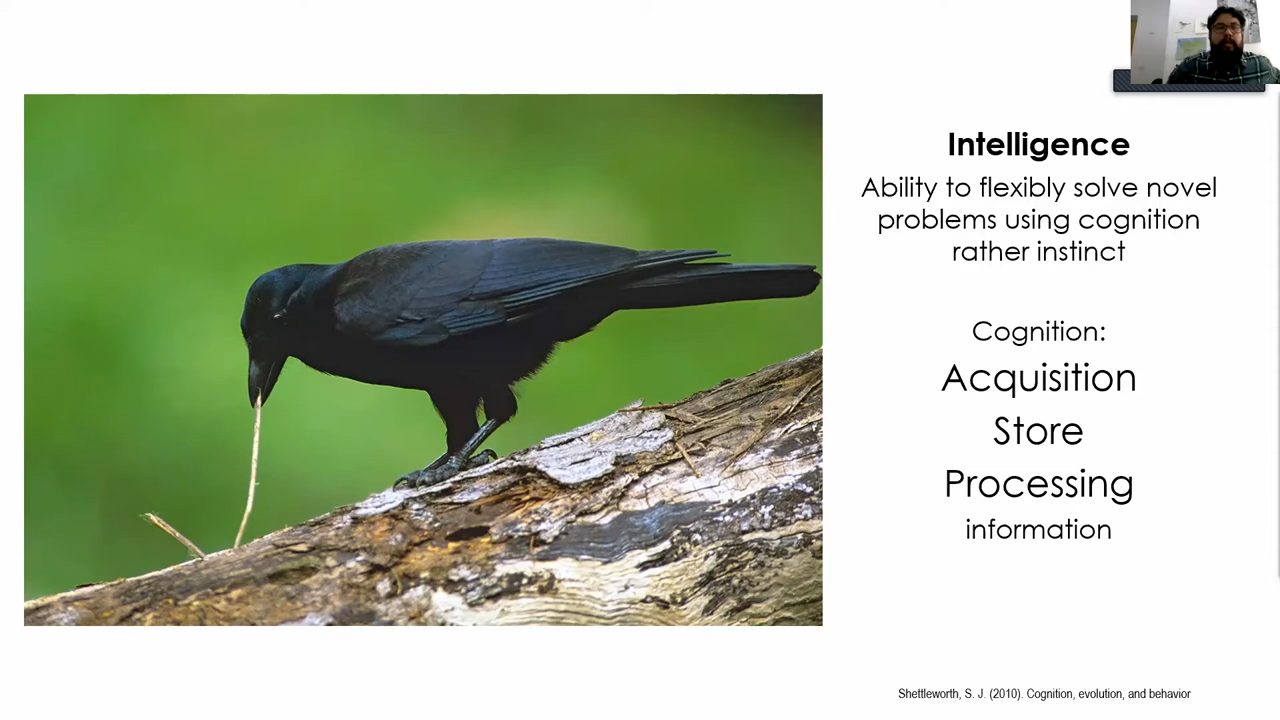 Intelligence
Ability to flexibly solve novel
problems using cognition
rather instinct
Cognition:
Acquisition
Store
Processing
information
Shettleworth, S. J. (2010). Cognition, evolution, and behavior